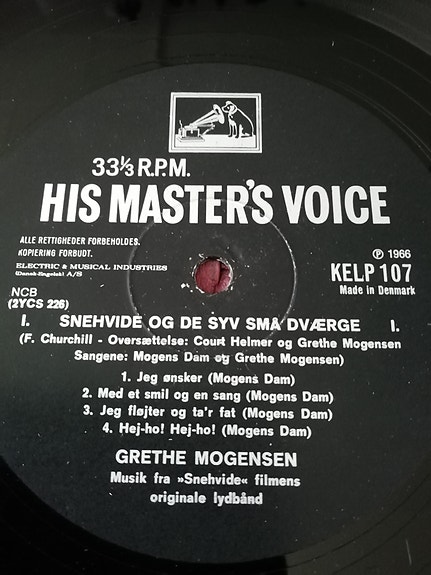 33⅓ R.P.M.
HIS MASTER'S VOICE
ALLE RETTIGHEDER FORBEHOLDES.
KOPIERING FORBUDT.
ELECTRIC & MUSICAL INDUSTRIES
(Dansk-Engelsk) A/S
℗ 1966
KELP 107
Made in Denmark
NCB
(2YCS 226)
I. SNEHVIDE OG DE SYV SMÅ DVÆRGE I.
(F. Churchill - Oversættelse: Court Helmer og Grethe Mogensen
Sangene: Mogens Dam og Grethe Mogensen)
1. Jeg ønsker (Mogens Dam)
2. Med et smil og en sang (Mogens Dam)
3. Jeg fløjter og ta'r fat (Mogens Dam)
4. Hej-ho! Hej-ho! (Mogens Dam)
GRETHE MOGENSEN
Musik fra »Snehvide« filmens
originale lydbånd